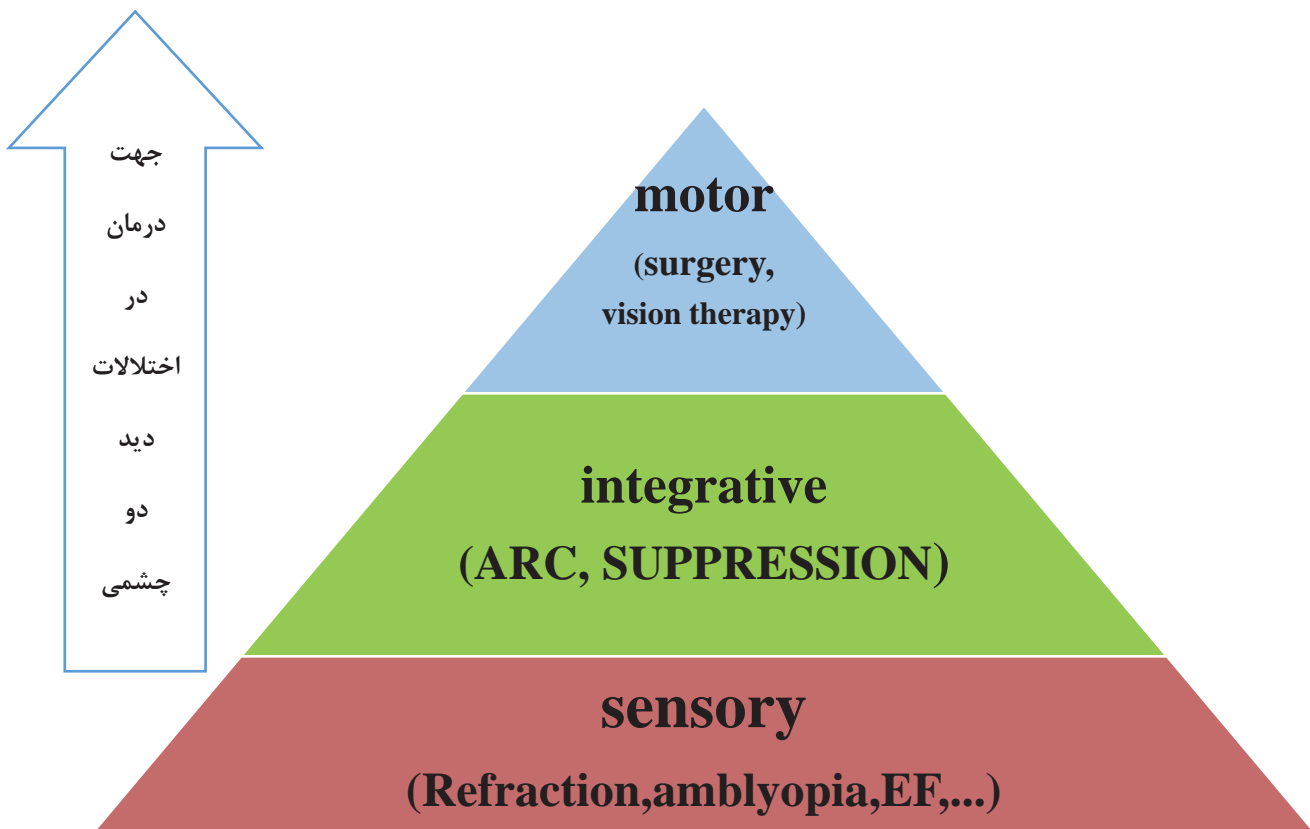 جهت
درمان
در
اختلالات
دید
دو
چشمی
motor
(surgery,
vision therapy)
integrative
(ARC, SUPPRESSION)
sensory
(Refraction,amblyopia,EF,...)